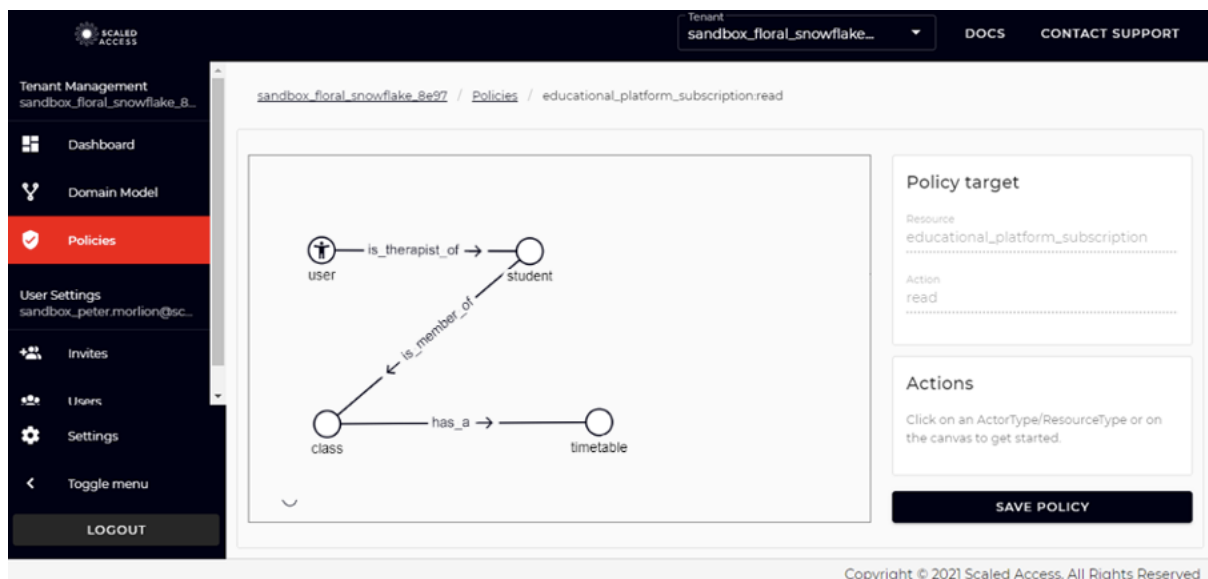 SCALED
ACCESS
Tenant
sandbox_floral_snowflake...
DOCS
CONTACT SUPPORT
Tenant Management
sandbox_floral_snowflake_8...
Dashboard
Domain Model
Policies
User Settings
sandbox_peter.morlion@sc...
Invites
Users
Settings
Toggle menu
LOGOUT
sandbox_floral_snowflake_8e97 / Policies / educational_platform_subscription:read
user
is_therapist_of
student
is_member_of
class
has_a
timetable
Policy target
Resource
educational_platform_subscription
Action
read
Actions
Click on an ActorType/ResourceType or on
the canvas to get started.
SAVE POLICY
Copyright © 2021 Scaled Access. All Rights Reserved